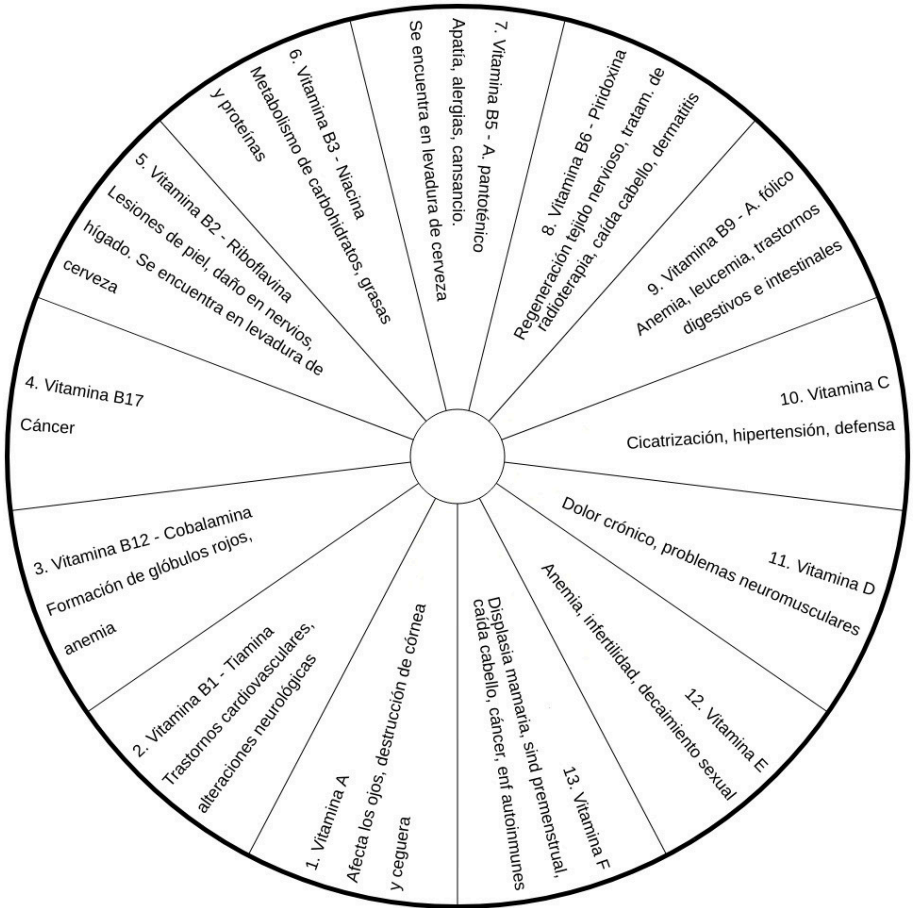 1. Vitamina A
Afecta los ojos, destrucción de córnea
y ceguera
2. Vitamina B1 - Tiamina
Trastornos cardiovasculares,
alteraciones neurológicas
3. Vitamina B12 - Cobalamina
Formación de glóbulos rojos,
anemia
4. Vitamina B17
Cáncer
5. Vitamina B2 - Riboflavina
Lesiones de piel, daño en nervios,
hígado. Se encuentra en levadura de
cerveza
6. Vitamina B3 - Niacina
Metabolismo de carbohidratos, grasas
y proteínas
7. Vitamina B5 - A. pantoténico
Apatía, alergias, cansancio.
Se encuentra en levadura de cerveza
8. Vitamina B6 - Piridoxina
Regeneración tejido nervioso, tratam. de
radioterapia, caída cabello, dermatitis
9. Vitamina B9 - A. fólico
Anemia, leucemia, trastornos
digestivos e intestinales
10. Vitamina C
Cicatrización, hipertensión, defensa
11. Vitamina D
Dolor crónico, problemas neuromusculares
12. Vitamina E
Anemia, infertilidad, decaimiento sexual
13. Vitamina F
Displasia mamaria, sind premenstrual,
caída cabello, cáncer, enf autoinmunes